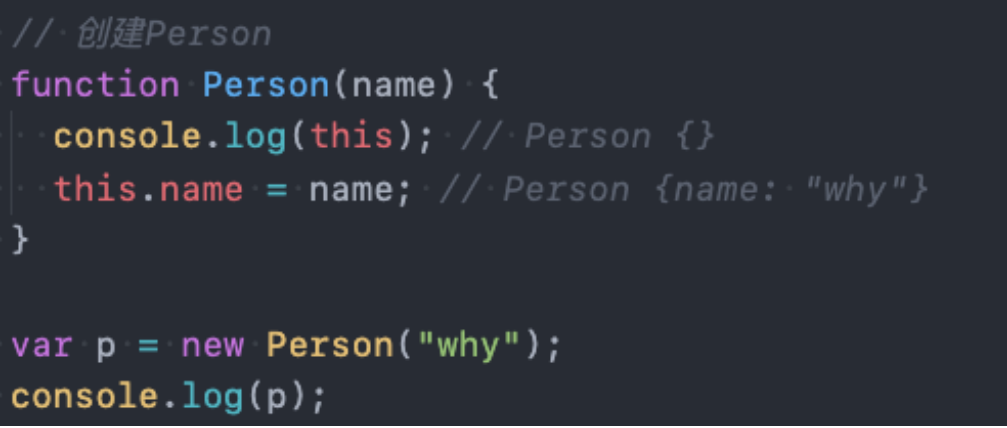 // 创建Person
function Person(name) {
  console.log(this); // Person {}
  this.name = name; // Person {name: "why"}
}
var p = new Person("why");
console.log(p);